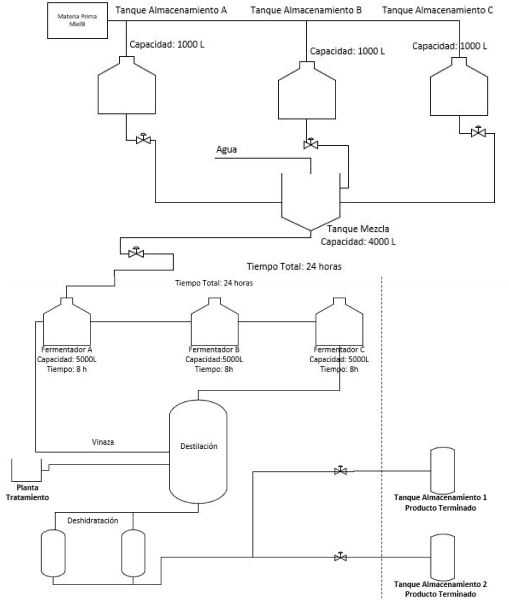 Materia Prima
MielB
Tanque Almacenamiento A
Tanque Almacenamiento B
Tanque Almacenamiento C
Capacidad: 1000 L
Capacidad: 1000 L
Capacidad: 1000 L
Agua
Tanque Mezcla
Capacidad: 4000 L
Tiempo Total: 24 horas
Tiempo Total: 24 horas
Fermentador A
Capacidad: 5000L
Tiempo: 8 h
Fermentador B
Capacidad:5000L
Tiempo: 8h
Fermentador C
Capacidad: 5000L
Tiempo: 8h
Vinaza
Destilación
Planta
Tratamiento
Deshidratación
Tanque Almacenamiento 1
Producto Terminado
Tanque Almacenamiento 2
Producto Terminado